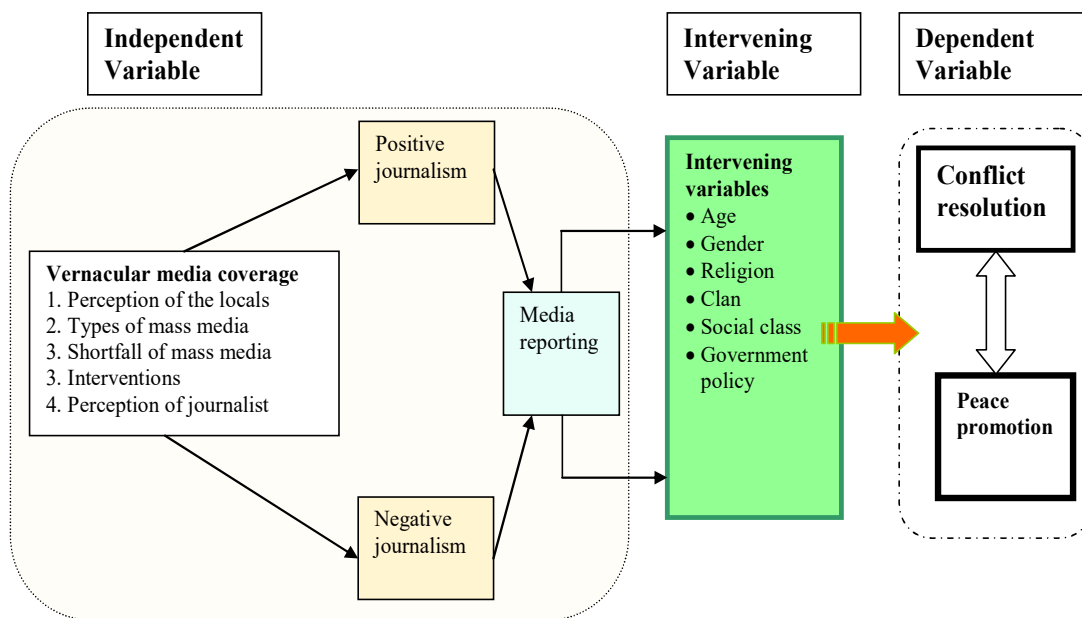 Independent
Variable
Intervening
Variable
Dependent
Variable
Positive
journalism
Vernacular media coverage
1. Perception of the locals
2. Types of mass media
3. Shortfall of mass media
3. Interventions
4. Perception of journalist
Media
reporting
Negative
journalism
Intervening
variables
• Age
• Gender
• Religion
• Clan
• Social class
• Government
policy
Conflict
resolution
Peace
promotion